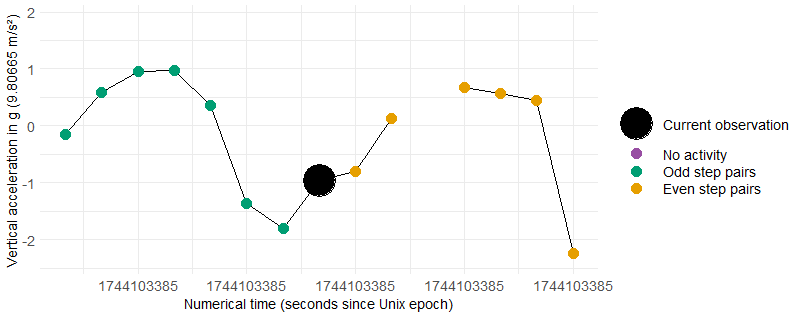 Vertical acceleration in g (9.80665 m/s²)
2
1
0
-1
-2
1744103385 1744103385 1744103385 1744103385 1744103385
Numerical time (seconds since Unix epoch)
Current observation
No activity
Odd step pairs
Even step pairs